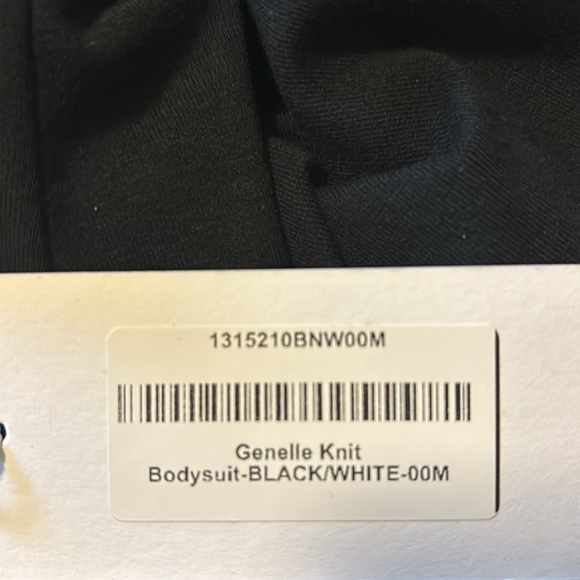 1315210BNW00M
Genelle Knit
Bodysuit-BLACK/WHITE-00M